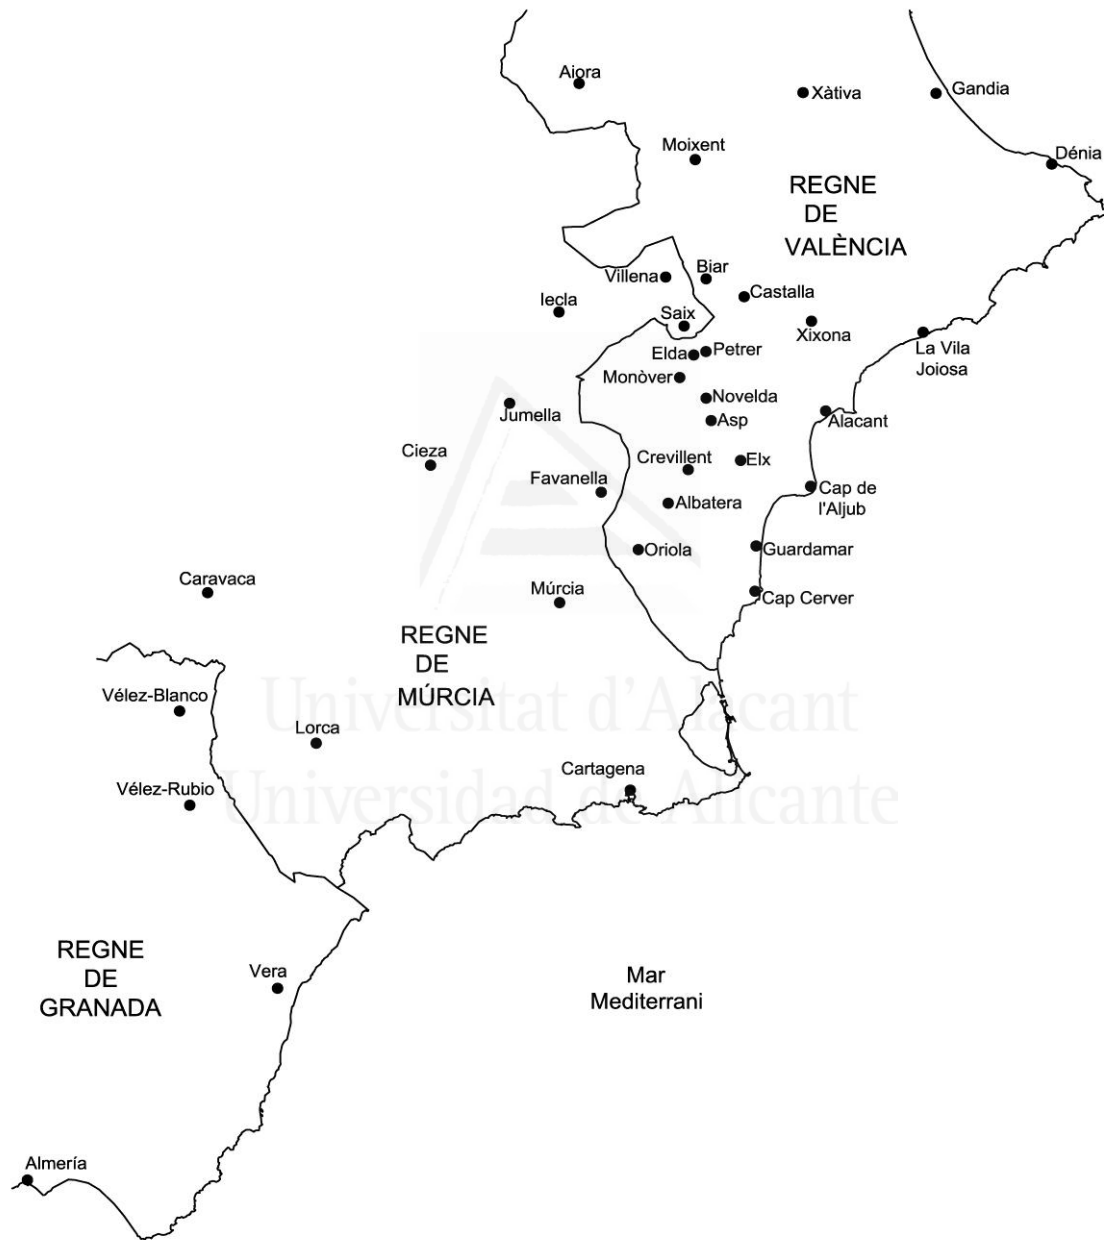 Aiora
Xàtiva
Gandia
Moixent
Dénia
REGNE
DE
VALÈNCIA
Villena
Biar
Castalla
Iecla
Saix
Xixona
La Vila
Joiosa
Elda
Petrer
Monòver
Novelda
Jumella
Asp
Alacant
Cieza
Crevillent
Elx
Favanella
Cap de
l'Aljub
Albatera
Oriola
Guardamar
Caravaca
Múrcia
Cap Cerver
REGNE
DE
MÚRCIA
Vélez-Blanco
Universitat d'Alacant
Lorca
Cartagena
Vélez-Rubio
Universidad de Alicante
REGNE
DE
GRANADA
Vera
Mar
Mediterrani
Almería